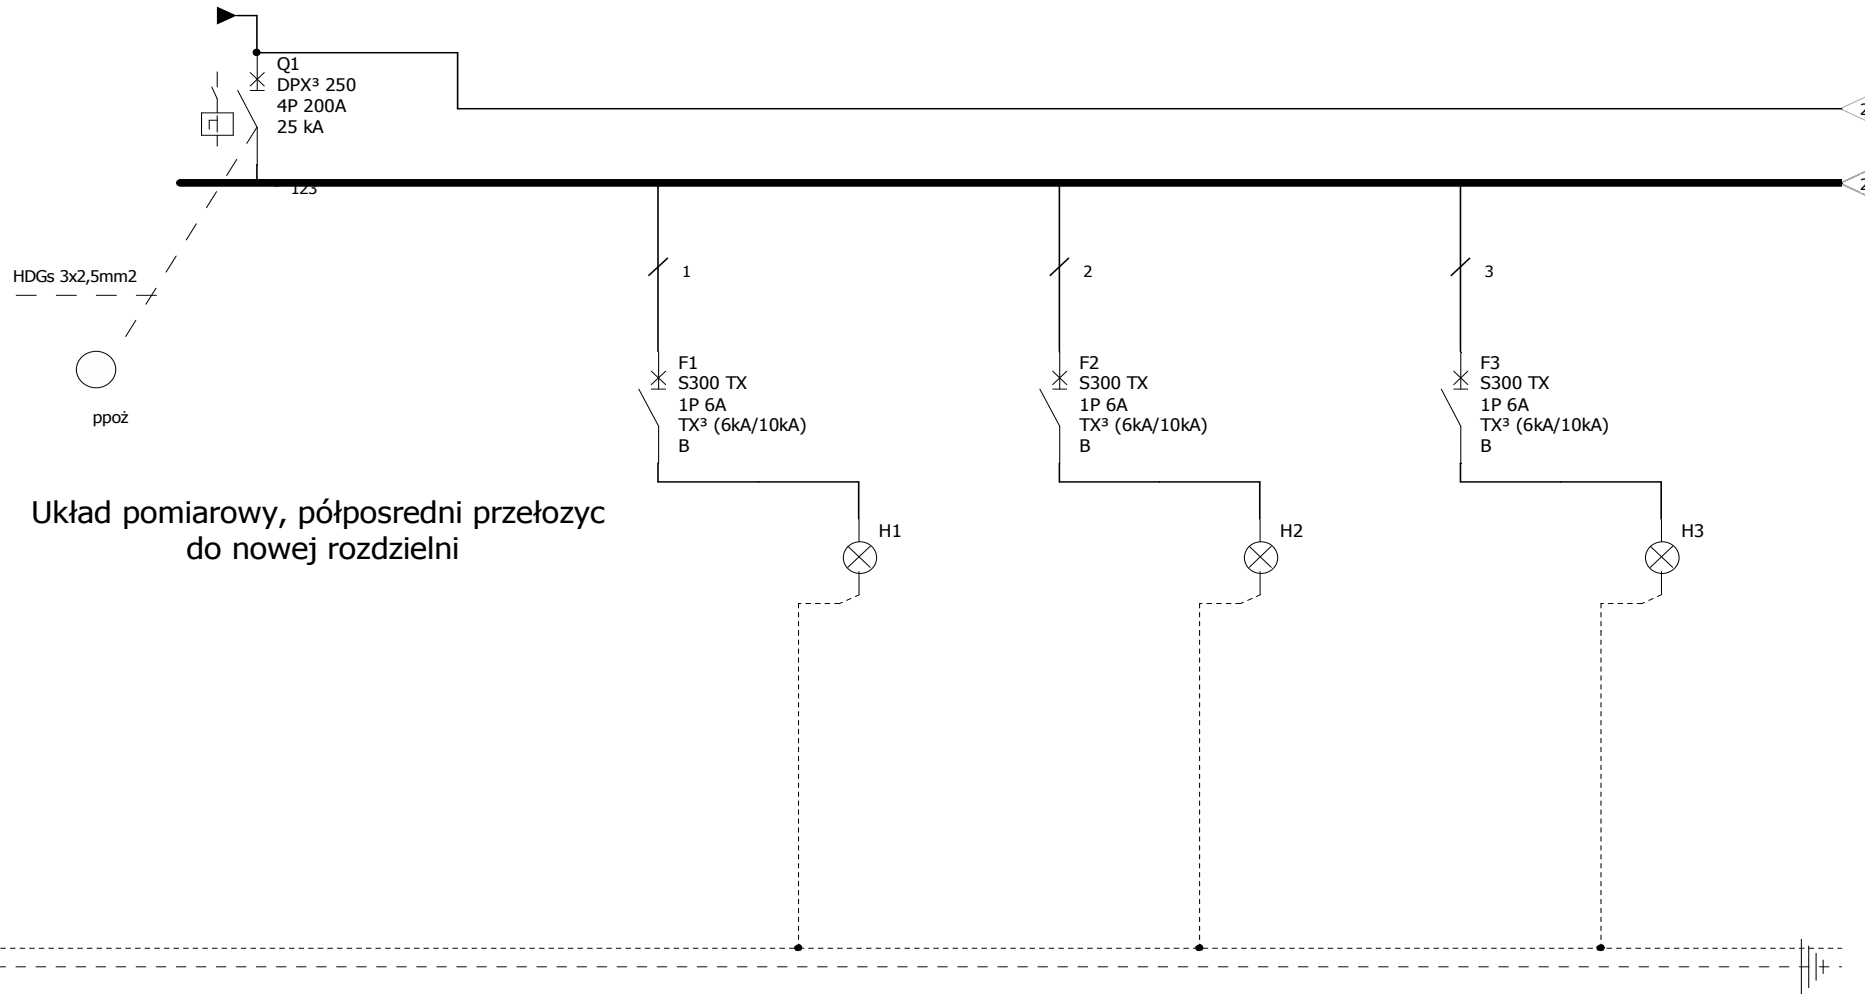 Q1
DPX³ 250
4P 200A
25 kA
2
123
2
HDGs 3x2,5mm2
ppoż
1
2
3
F1
S300 TX
1P 6A
TX³ (6kA/10kA)
B
F2
S300 TX
1P 6A
TX³ (6kA/10kA)
B
F3
S300 TX
1P 6A
TX³ (6kA/10kA)
B
Układ pomiarowy, półposredni przełozyc
do nowej rozdzielni
H1
H2
H3